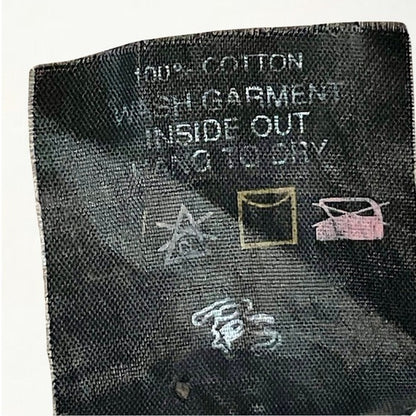 100% COTTON
WASH GARMENT
INSIDE OUT
HANG TO DRY